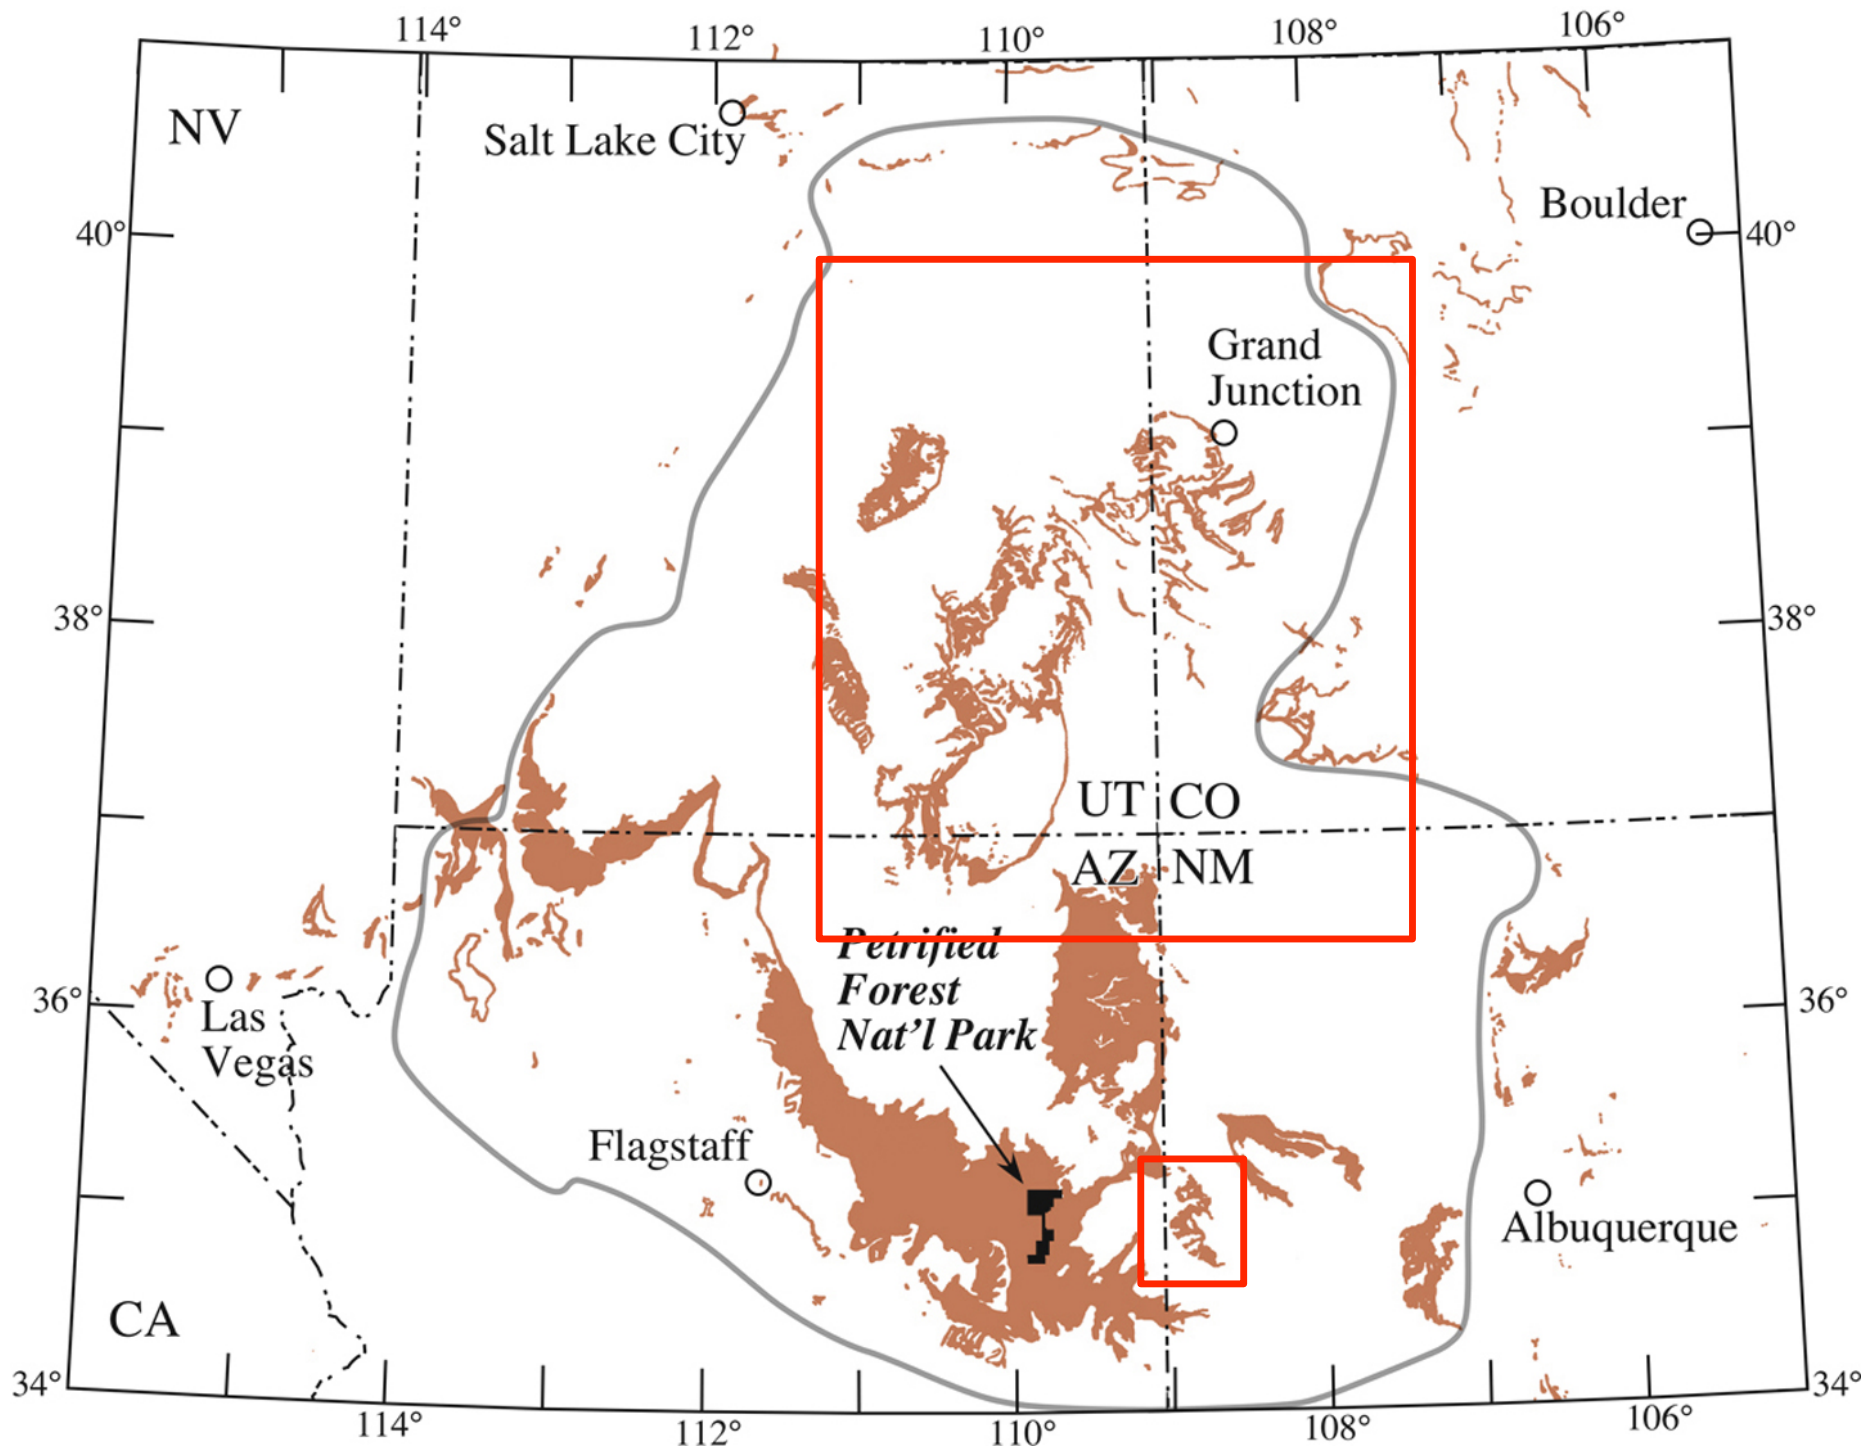 114°
112°
110°
108°
106°
NV
Salt Lake City
Boulder
40°
40°
Grand
Junction
38°
38°
UT CO
AZ NM
Petrified
Forest
Nat’l Park
36°
36°
Las
Vegas
Flagstaff
Albuquerque
CA
34°
34°
114°
112°
110°
108°
106°